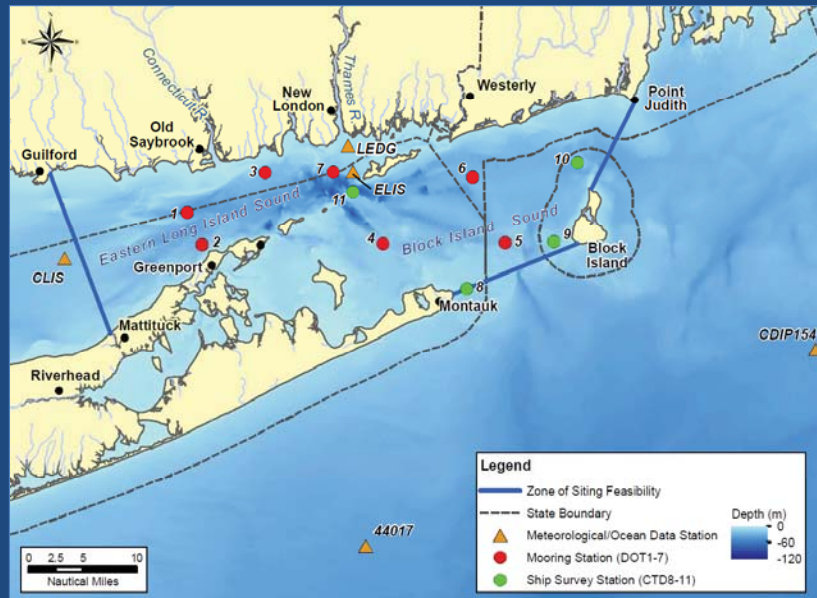 Connecticut R.
Thames R.
New
London
Westerly
Point
Judith
Old
Saybrook
Guilford
LEDG
3
7
6
10
ELIS
11
1
Eastern Long Island Sound
2
4
Block Island Sound
5
9
Block
Island
CLIS
Greenport
8
Montauk
Mattituck
CDIP154
Riverhead
44017
0 2.5 5 10
Nautical Miles
Legend
Zone of Siting Feasibility
State Boundary
Meteorological/Ocean Data Station
Mooring Station (DOT1-7)
Ship Survey Station (CTD8-11)
Depth (m)
0
-60
-120